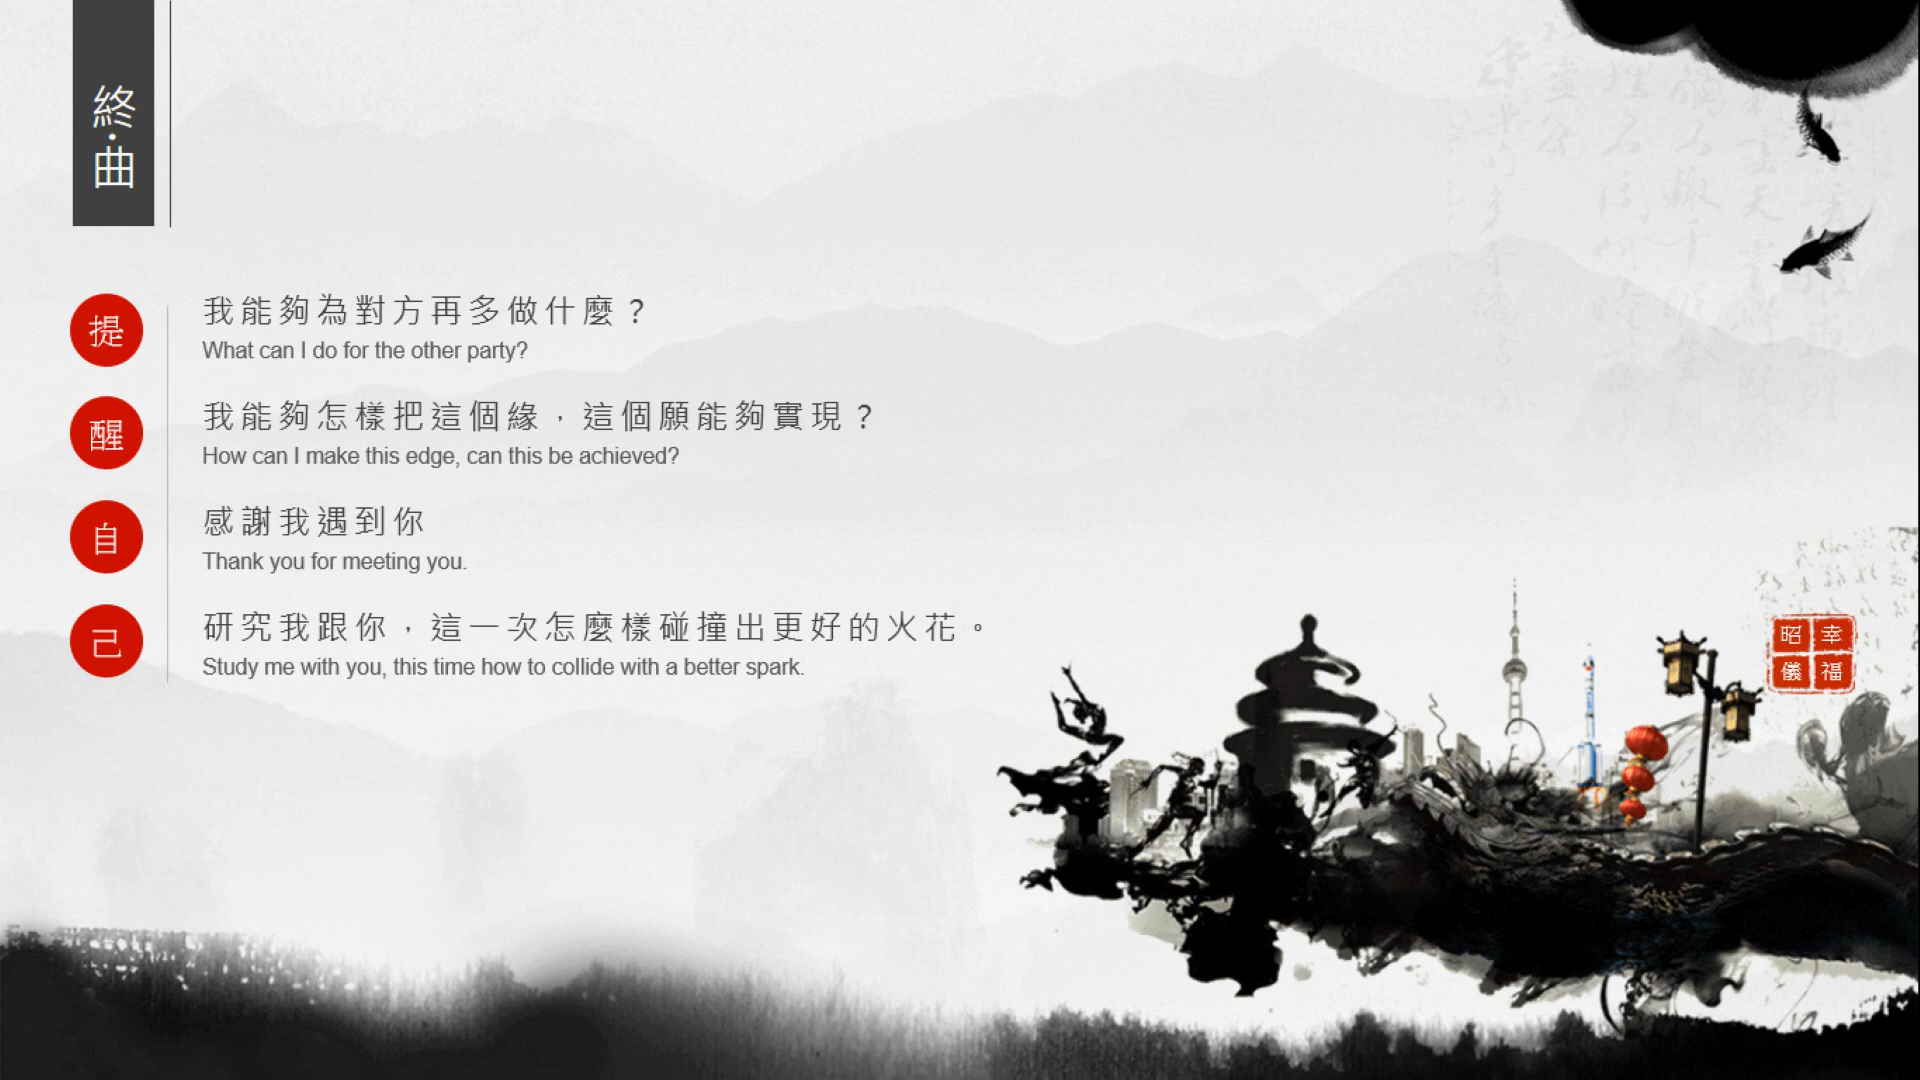 終·曲
提
醒
自
己
我能夠為對方再多做什麼？
What can I do for the other party?
我能夠怎樣把這個緣，這個願能夠實現？
How can I make this edge, can this be achieved?
感謝我遇到你
Thank you for meeting you.
研究我跟你，這一次怎麼樣碰撞出更好的火花。
Study me with you, this time how to collide with a better spark.
幸福
昭儀